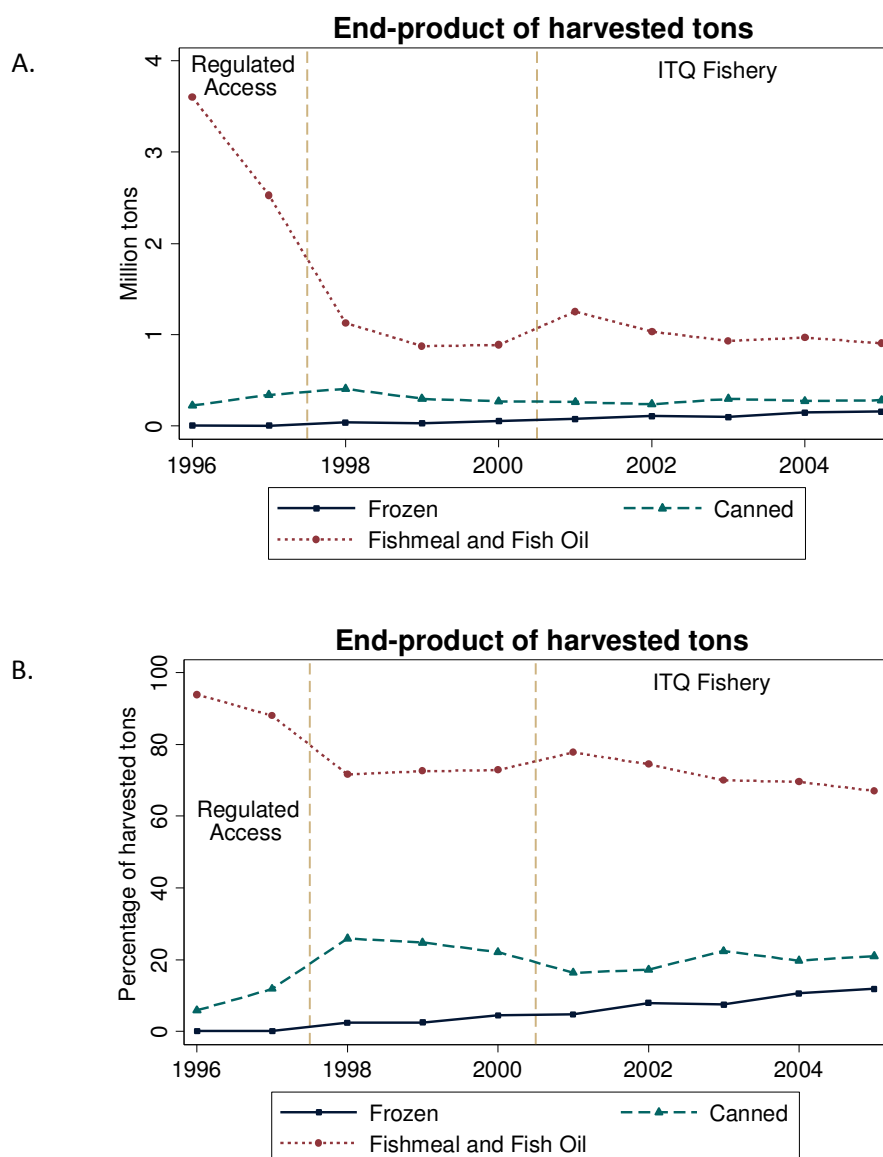 A.
End-product of harvested tons
Regulated
Access
ITQ Fishery
Million tons
4
3
2
1
0
1996 1998 2000 2002 2004
Frozen Canned
Fishmeal and Fish Oil
B.
End-product of harvested tons
ITQ Fishery
Regulated
Access
Percentage of harvested tons
100
80
60
40
20
0
1996 1998 2000 2002 2004
Frozen Canned
Fishmeal and Fish Oil